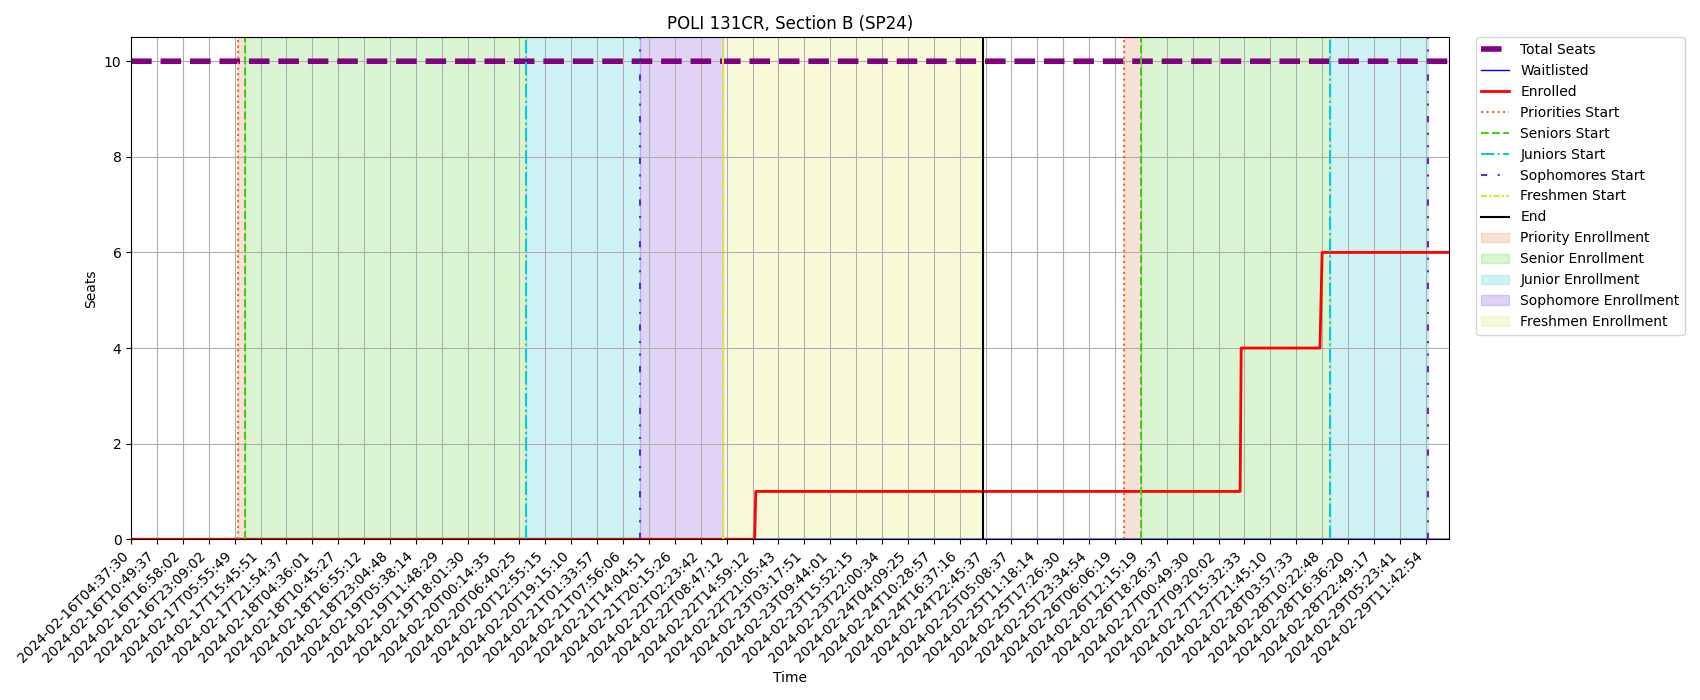 POLI 131CR, Section B (SP24)
10
8
6
4
2
0
Seats
2024-02-16T04:37:30
2024-02-16T10:49:37
2024-02-16T16:58:02
2024-02-16T23:09:02
2024-02-17T05:55:49
2024-02-17T15:45:51
2024-02-17T21:54:37
2024-02-18T04:36:01
2024-02-18T10:45:27
2024-02-18T16:55:12
2024-02-18T23:04:48
2024-02-19T05:38:14
2024-02-19T11:48:29
2024-02-19T18:01:30
2024-02-20T00:14:35
2024-02-20T06:40:25
2024-02-20T12:55:15
2024-02-20T19:15:10
2024-02-21T01:33:57
2024-02-21T07:56:06
2024-02-21T14:04:51
2024-02-21T20:15:26
2024-02-22T02:23:42
2024-02-22T08:47:12
2024-02-22T14:59:12
2024-02-22T21:05:43
2024-02-23T03:17:51
2024-02-23T09:44:01
2024-02-23T15:52:15
2024-02-23T22:00:34
2024-02-24T04:09:25
2024-02-24T10:28:57
2024-02-24T16:37:16
2024-02-24T22:45:37
2024-02-25T05:08:37
2024-02-25T11:18:14
2024-02-25T17:26:30
2024-02-25T23:34:54
2024-02-26T06:06:19
2024-02-26T12:15:19
2024-02-26T18:26:37
2024-02-27T00:49:30
2024-02-27T09:20:02
2024-02-27T15:32:33
2024-02-27T21:45:10
2024-02-28T03:57:33
2024-02-28T10:22:48
2024-02-28T16:36:20
2024-02-28T22:49:17
2024-02-29T05:23:41
2024-02-29T11:42:54
Time
Total Seats
Waitlisted
Enrolled
Priorities Start
Seniors Start
Juniors Start
Sophomores Start
Freshmen Start
End
Priority Enrollment
Senior Enrollment
Junior Enrollment
Sophomore Enrollment
Freshmen Enrollment